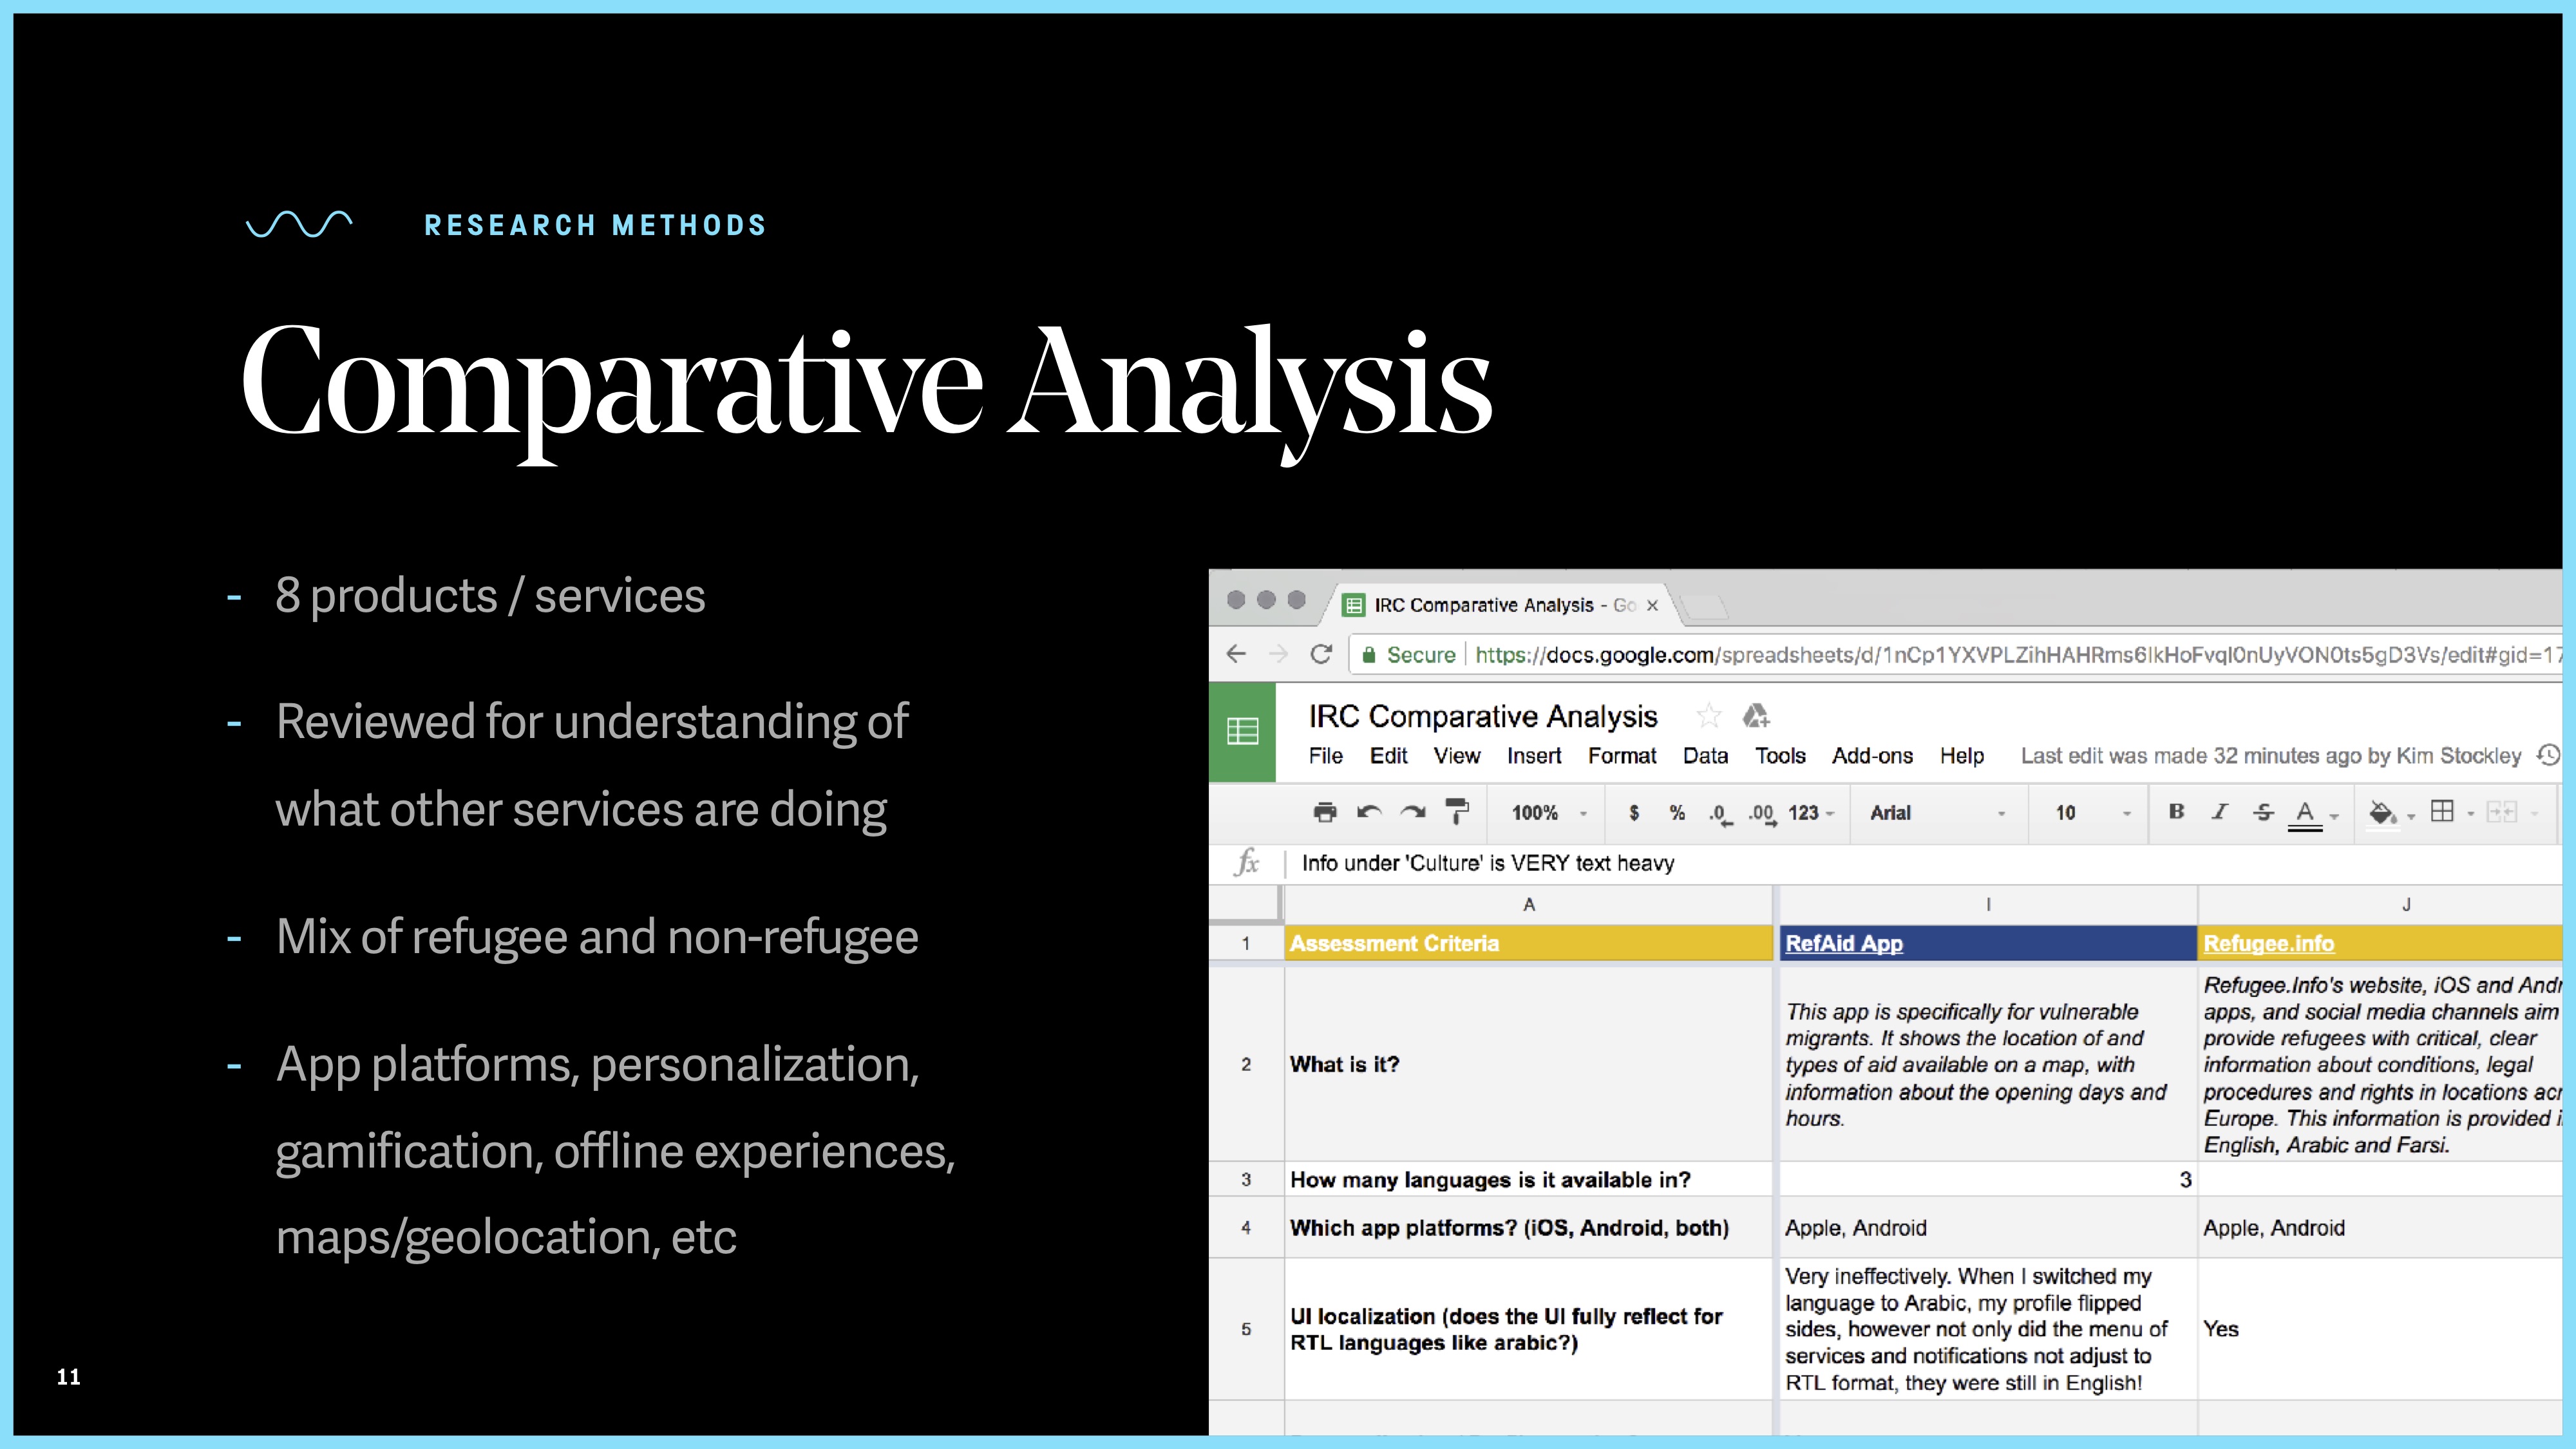 RESEARCH METHODS
Comparative Analysis
- 8 products / services
- Reviewed for understanding of
what other services are doing
- Mix of refugee and non-refugee
- App platforms, personalization,
gamification, offline experiences,
maps/geolocation, etc
11
IRC Comparative Analysis - Go
Secure https://docs.google.com/spreadsheets/d/1nCp1YXVPLZihHAHRms6IkHoFvqI0nUyVON0ts5gD3Vs/edit#gid=17
IRC Comparative Analysis
File Edit View Insert Format Data Tools Add-ons Help Last edit was made 32 minutes ago by Kim Stockley
100% $ % .0 .00 123 Arial 10 B I S A
fx Info under 'Culture' is VERY text heavy
A I J
1 Assessment Criteria RefAid App Refugee.info
2 What is it?
This app is specifically for vulnerable
migrants. It shows the location of and
types of aid available on a map, with
information about the opening days and
hours.
Refugee.Info's website, iOS and Andr
apps, and social media channels aim
provide refugees with critical, clear
information about conditions, legal
procedures and rights in locations acr
Europe. This information is provided i
English, Arabic and Farsi.
3 How many languages is it available in? 3
4 Which app platforms? (iOS, Android, both) Apple, Android Apple, Android
5 UI localization (does the UI fully reflect for
RTL languages like arabic?)
Very ineffectively. When I switched my
language to Arabic, my profile flipped
sides, however not only did the menu of
services and notifications not adjust to
RTL format, they were still in English!
Yes